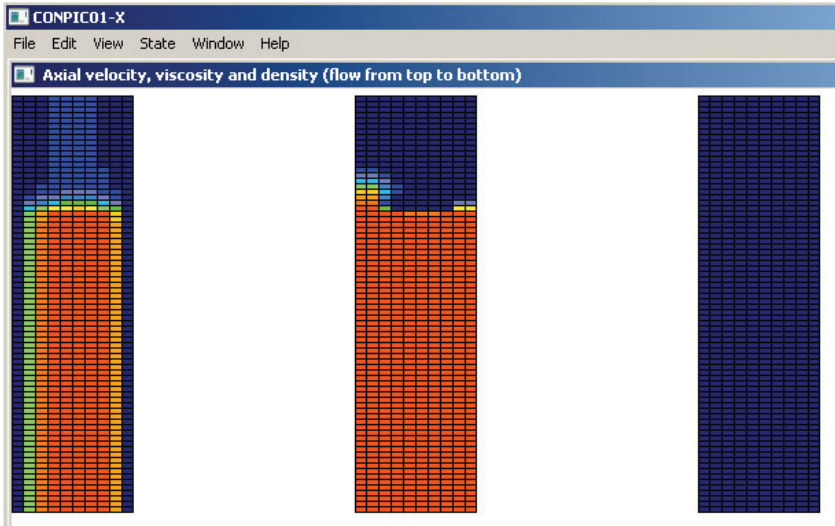 CONPIC01-X
File Edit View State Window Help
Axial velocity, viscosity and density (flow from top to bottom)